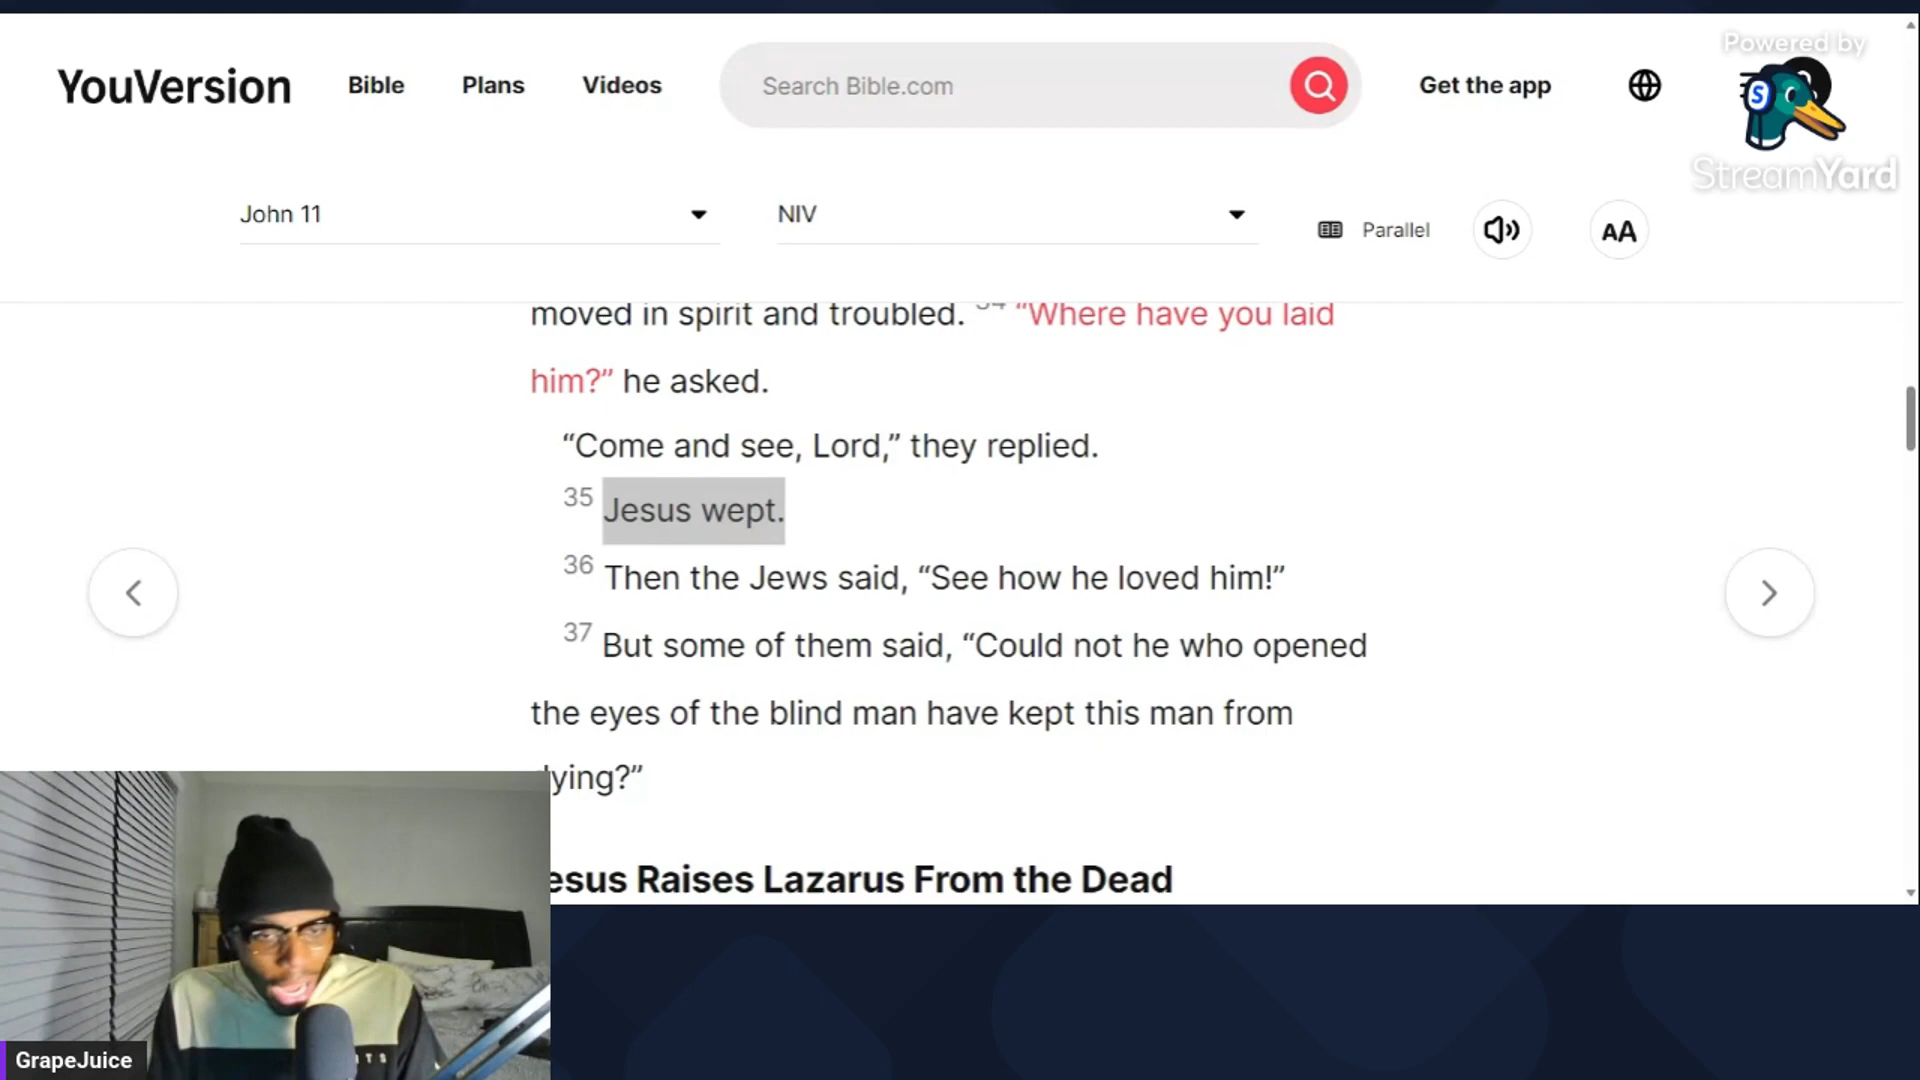 Powered by
YouVersion Bible Plans Videos Search Bible.com Get the app
S
StreamYard
John 11 NIV Parallel AA
moved in spirit and troubled. 34 “Where have you laid
him?” he asked.
“Come and see, Lord,” they replied.
35 Jesus wept.
36 Then the Jews said, “See how he loved him!”
37 But some of them said, “Could not he who opened
the eyes of the blind man have kept this man from
dying?”
esus Raises Lazarus From the Dead
GrapeJuice